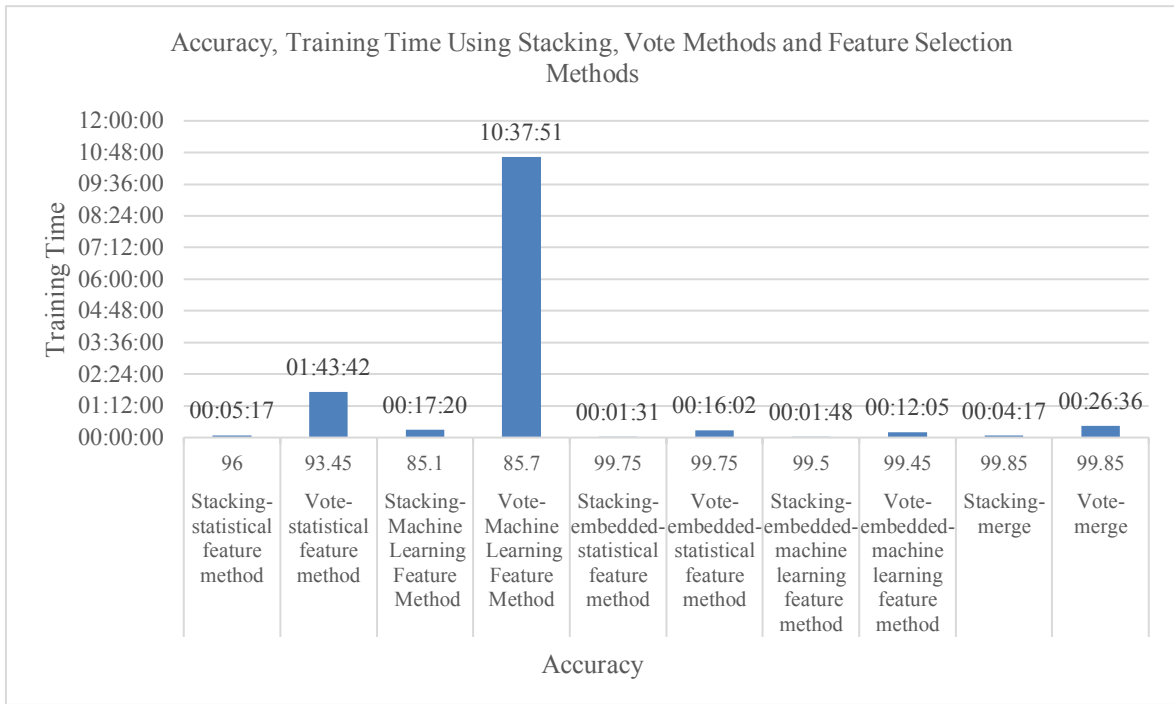 Accuracy, Training Time Using Stacking, Vote Methods and Feature Selection
Methods
Training Time
12:00:00
10:48:00
09:36:00
08:24:00
07:12:00
06:00:00
04:48:00
03:36:00
02:24:00
01:12:00
00:00:00
00:05:17
01:43:42
00:17:20
10:37:51
00:01:31
00:16:02
00:01:48
00:12:05
00:04:17
00:26:36
96
Stacking-
statistical
feature
method
93.45
Vote-
statistical
feature
method
85.1
Stacking-
Machine
Learning
Feature
Method
85.7
Vote-
Machine
Learning
Feature
Method
99.75
Stacking-
embedded-
statistical
feature
method
99.75
Vote-
embedded-
statistical
feature
method
99.5
Stacking-
embedded-
machine
learning
feature
method
99.45
Vote-
embedded-
machine
learning
feature
method
99.85
Stacking-
merge
99.85
Vote-
merge
Accuracy